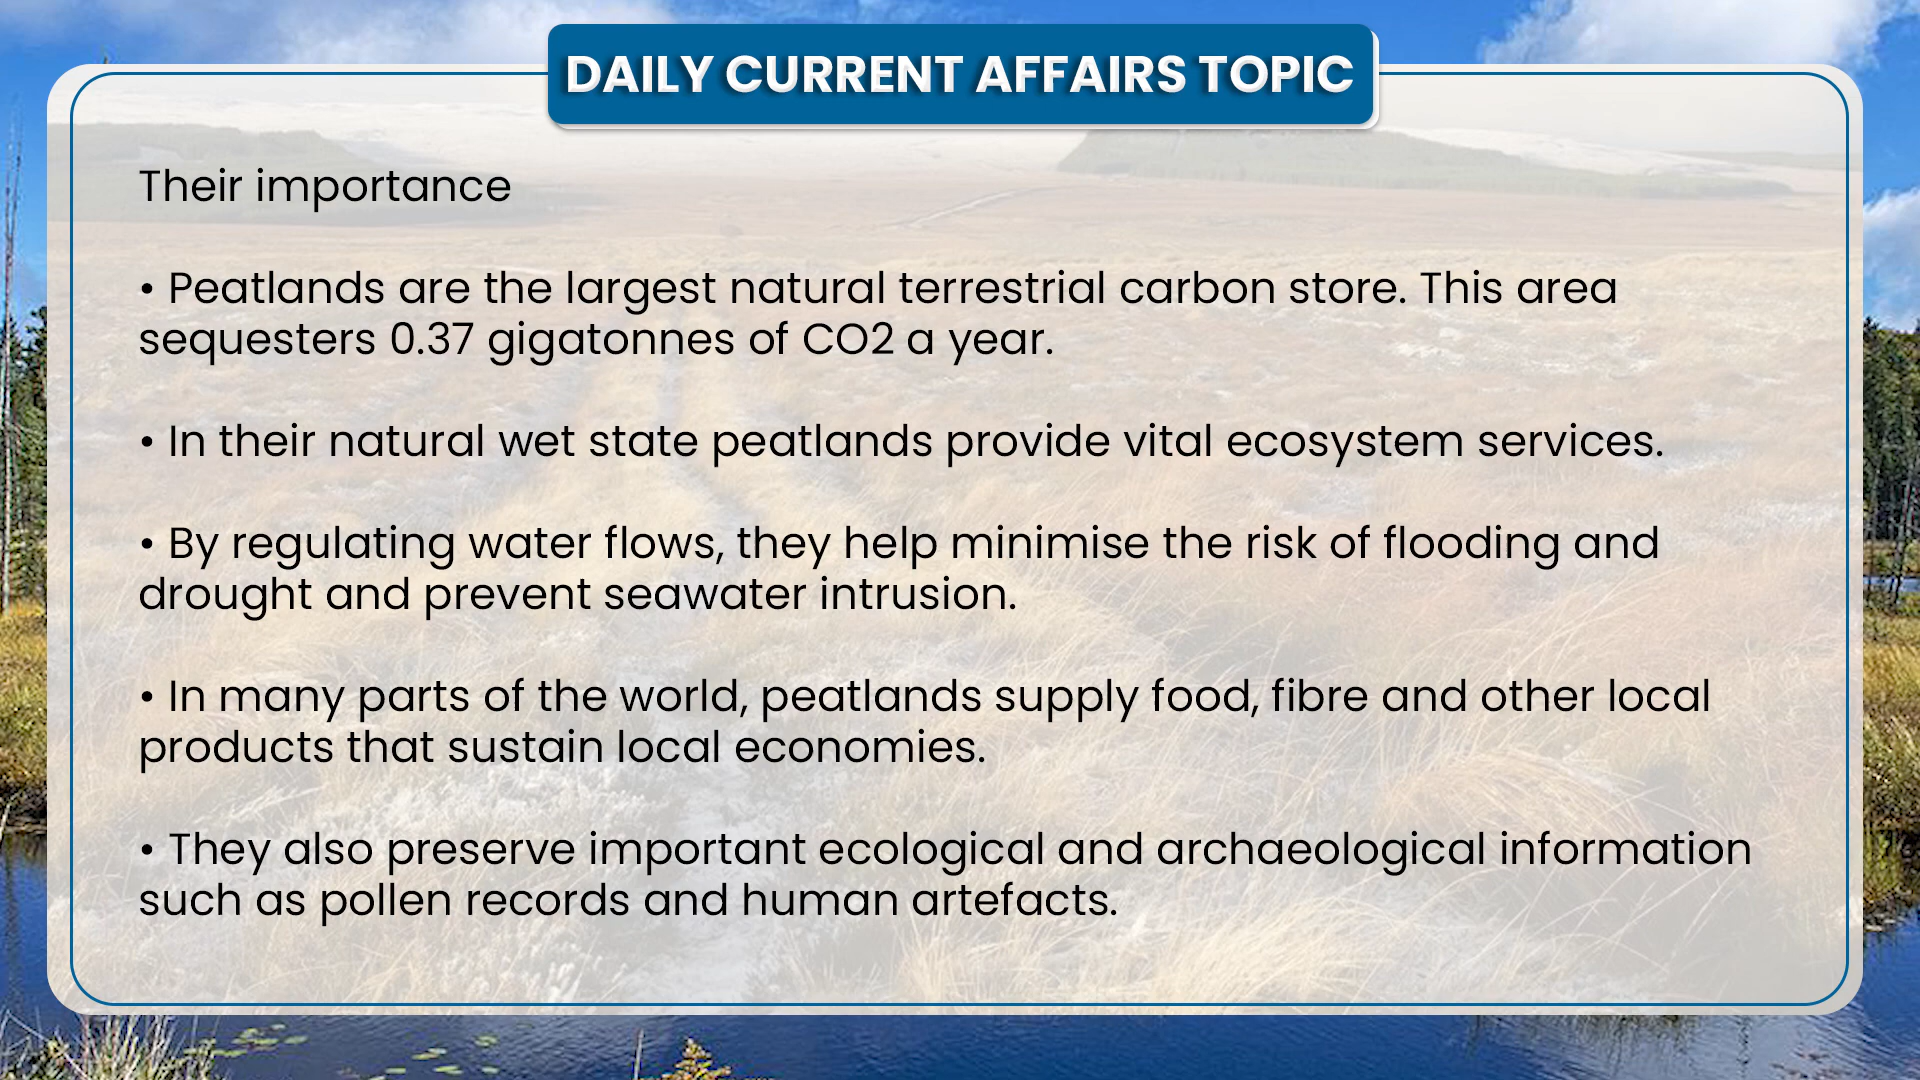 DAILY CURRENT AFFAIRS TOPIC
Their importance
• Peatlands are the largest natural terrestrial carbon store. This area
sequesters 0.37 gigatonnes of CO2 a year.
• In their natural wet state peatlands provide vital ecosystem services.
• By regulating water flows, they help minimise the risk of flooding and
drought and prevent seawater intrusion.
• In many parts of the world, peatlands supply food, fibre and other local
products that sustain local economies.
• They also preserve important ecological and archaeological information
such as pollen records and human artefacts.